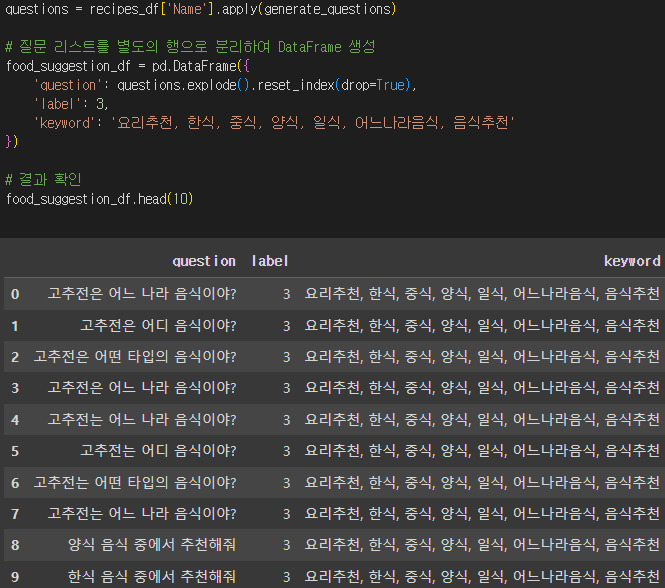 questions = recipes_df['Name'].apply(generate_questions)
# 질문 리스트를 별도의 행으로 분리하여 DataFrame 생성
food_suggestion_df = pd.DataFrame({
    'question': questions.explode().reset_index(drop=True),
    'label': 3,
    'keyword': '요리추천, 한식, 중식, 양식, 일식, 어느나라음식, 음식추천'
})
# 결과 확인
food_suggestion_df.head(10)
question label keyword
0 고추전은 어느 나라 음식이야? 3 요리추천, 한식, 중식, 양식, 일식, 어느나라음식, 음식추천
1 고추전은 어디 음식이야? 3 요리추천, 한식, 중식, 양식, 일식, 어느나라음식, 음식추천
2 고추전은 어떤 타입의 음식이야? 3 요리추천, 한식, 중식, 양식, 일식, 어느나라음식, 음식추천
3 고추전은 어느 나라 음식이야? 3 요리추천, 한식, 중식, 양식, 일식, 어느나라음식, 음식추천
4 고추전는 어느 나라 음식이야? 3 요리추천, 한식, 중식, 양식, 일식, 어느나라음식, 음식추천
5 고추전는 어디 음식이야? 3 요리추천, 한식, 중식, 양식, 일식, 어느나라음식, 음식추천
6 고추전는 어떤 타입의 음식이야? 3 요리추천, 한식, 중식, 양식, 일식, 어느나라음식, 음식추천
7 고추전는 어느 나라 음식이야? 3 요리추천, 한식, 중식, 양식, 일식, 어느나라음식, 음식추천
8 양식 음식 중에서 추천해줘 3 요리추천, 한식, 중식, 양식, 일식, 어느나라음식, 음식추천
9 한식 음식 중에서 추천해줘 3 요리추천, 한식, 중식, 양식, 일식, 어느나라음식, 음식추천